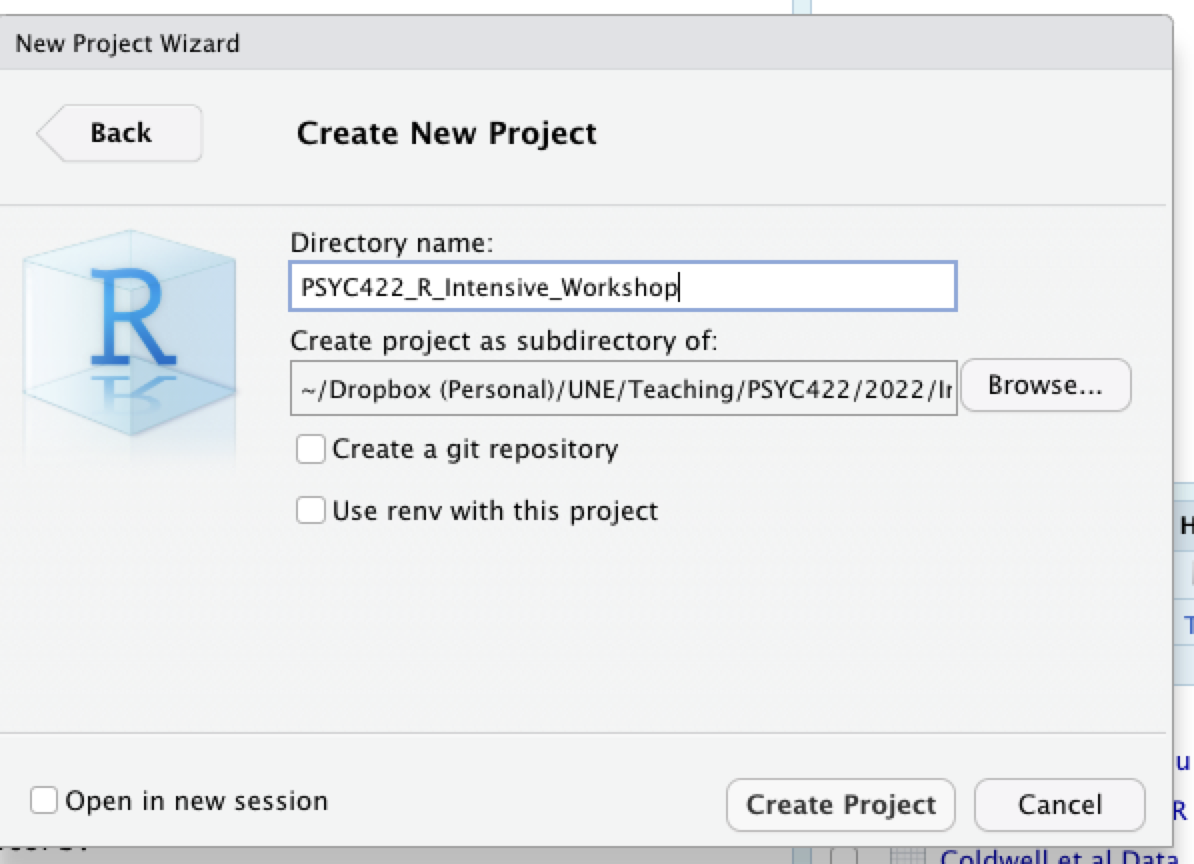 New Project Wizard
Back
Create New Project
R
Directory name:
PSYC422_R_Intensive_Workshop
Create project as subdirectory of:
~/Dropbox (Personal)/UNE/Teaching/PSYC422/2022/
Browse...
Create a git repository
Use renv with this project
Open in new session
Create Project
Cancel
R
Coldwell et al Data